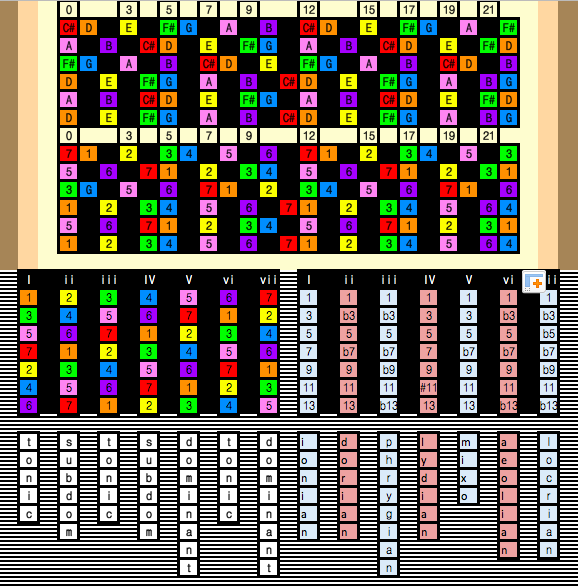 0 3 5 7 9 12 15 17 19 21
C# D E F# G A B C# D E F# G A F#
A B C# D E F# G A B C# D E F# D
F# G A B C# D E F# G A B C# D B
D E F# G A B C# D E F# G A B G
A B C# D E F# G A B C# D E F# D
D E F# G A B C# D E F# G A B G
0 3 5 7 9 12 15 17 19 21
7 1 2 3 4 5 6 7 1 2 3 4 5 3
5 6 7 1 2 3 4 5 6 7 1 2 3 1
3 G 5 6 7 1 2 3 4 5 6 7 1 6
1 2 3 4 5 6 7 1 2 3 4 5 6 4
5 6 7 1 2 3 4 5 6 7 1 2 3 1
1 2 3 4 5 6 7 1 2 3 4 5 6 4
I ii iii IV V vi vii I ii iii IV V vi ii
1 2 3 4 5 6 7 1 1 1 1 1 1 1
3 4 5 6 7 1 2 3 b3 b3 3 3 b3 b3
5 6 7 1 2 3 4 5 5 5 5 5 5 b5
7 1 2 3 4 5 6 7 b7 b7 7 b7 b7 b7
2 3 4 5 6 7 1 9 9 b9 9 9 9 b9
4 5 6 7 1 2 3 11 11 11 #11 11 11 11
6 7 1 2 3 4 5 13 13 b13 13 13 b13 b13
tonic
subdom
tonic
subdom
dominant
tonic
dominant
ionian
dorian
phrygian
lydian
mixo
aeolian
locrian